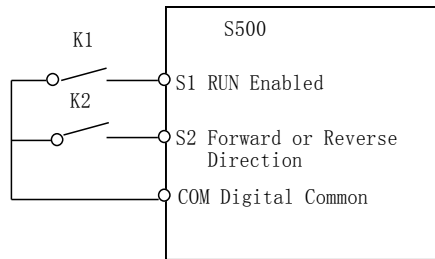 S500
K1
S1 RUN Enabled
K2
S2 Forward or Reverse
Direction
COM Digital Common